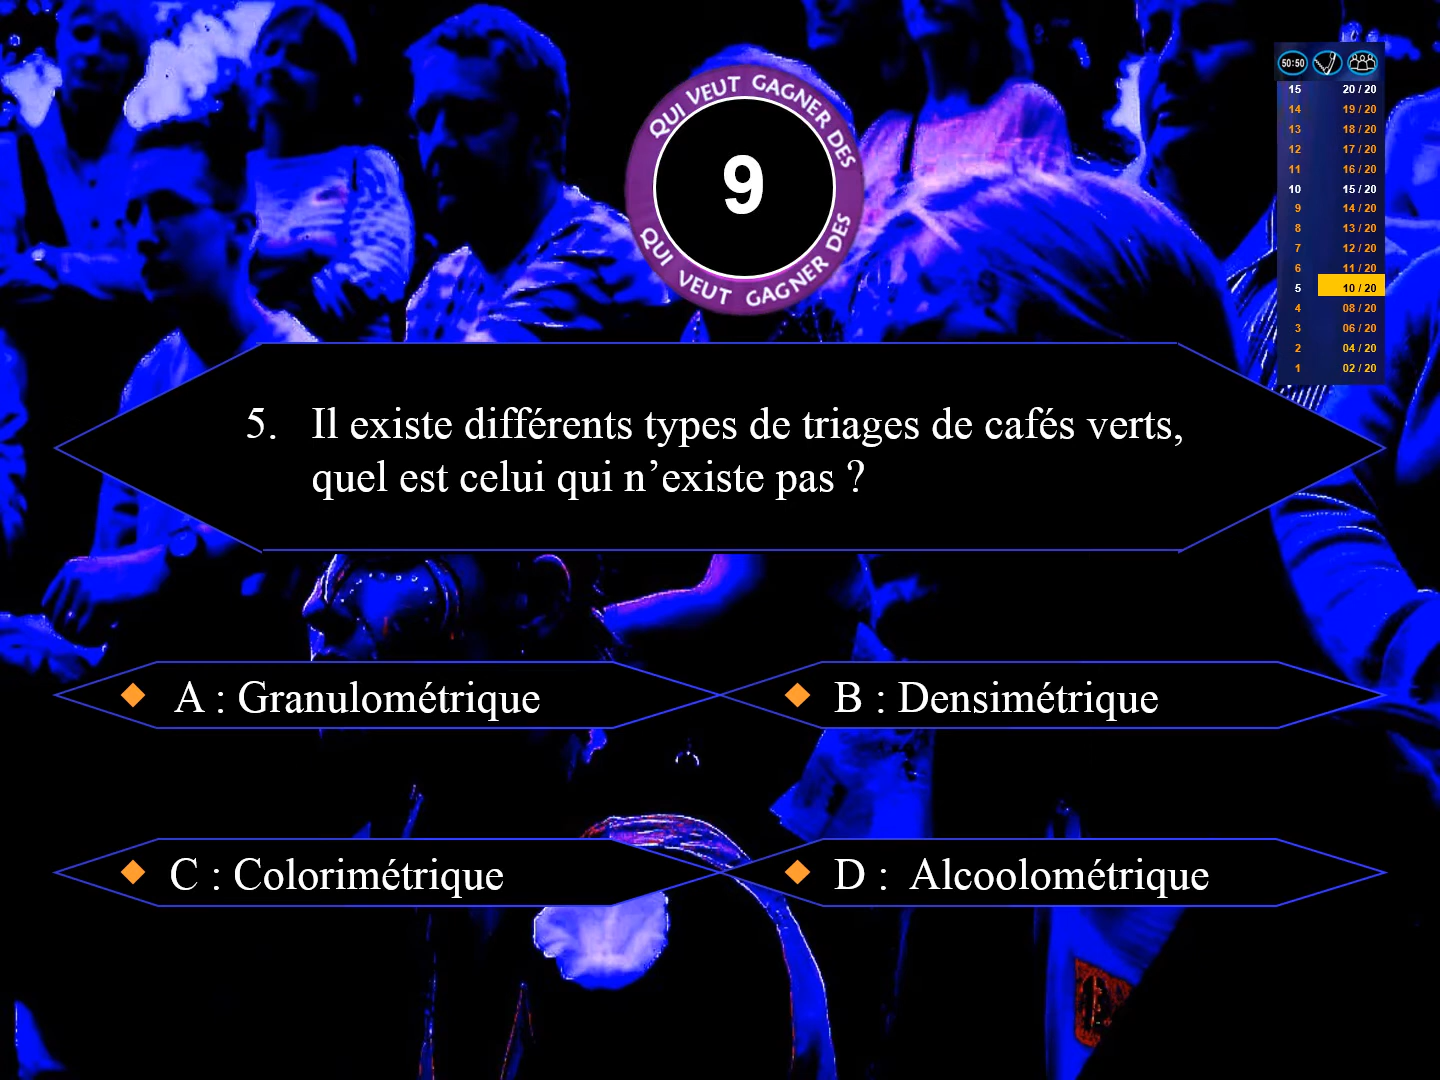 QUI VEUT GAGNER DES
9
QUI VEUT GAGNER DES
50:50
15 20 / 20
14 19 / 20
13 18 / 20
12 17 / 20
11 16 / 20
10 15 / 20
9 14 / 20
8 13 / 20
7 12 / 20
6 11 / 20
5 10 / 20
4 08 / 20
3 06 / 20
2 04 / 20
1 02 / 20
5. Il existe différents types de triages de cafés verts,
quel est celui qui n’existe pas ?
A : Granulométrique
B : Densimétrique
C : Colorimétrique
D : Alcoolométrique